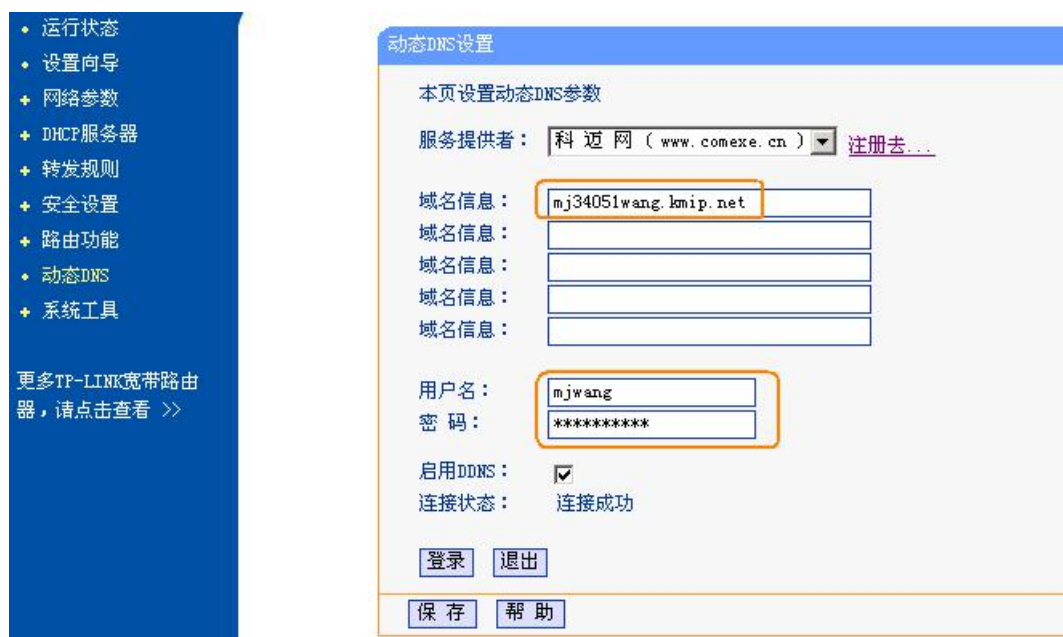 运行状态
设置向导
网络参数
DHCP服务器
转发规则
安全设置
路由功能
动态DNS
系统工具
更多TP-LINK宽带路由
器，请点击查看 >>
动态DNS设置
本页设置动态DNS参数
服务提供者： 科 迈 网 ( www.comexe.cn ) 注册去...
域名信息： mj34051wang.kmip.net
域名信息：
域名信息：
域名信息：
域名信息：
用户名： mjwang
密 码： **********
启用DDNS：
连接状态： 连接成功
登录 退出
保 存 帮 助